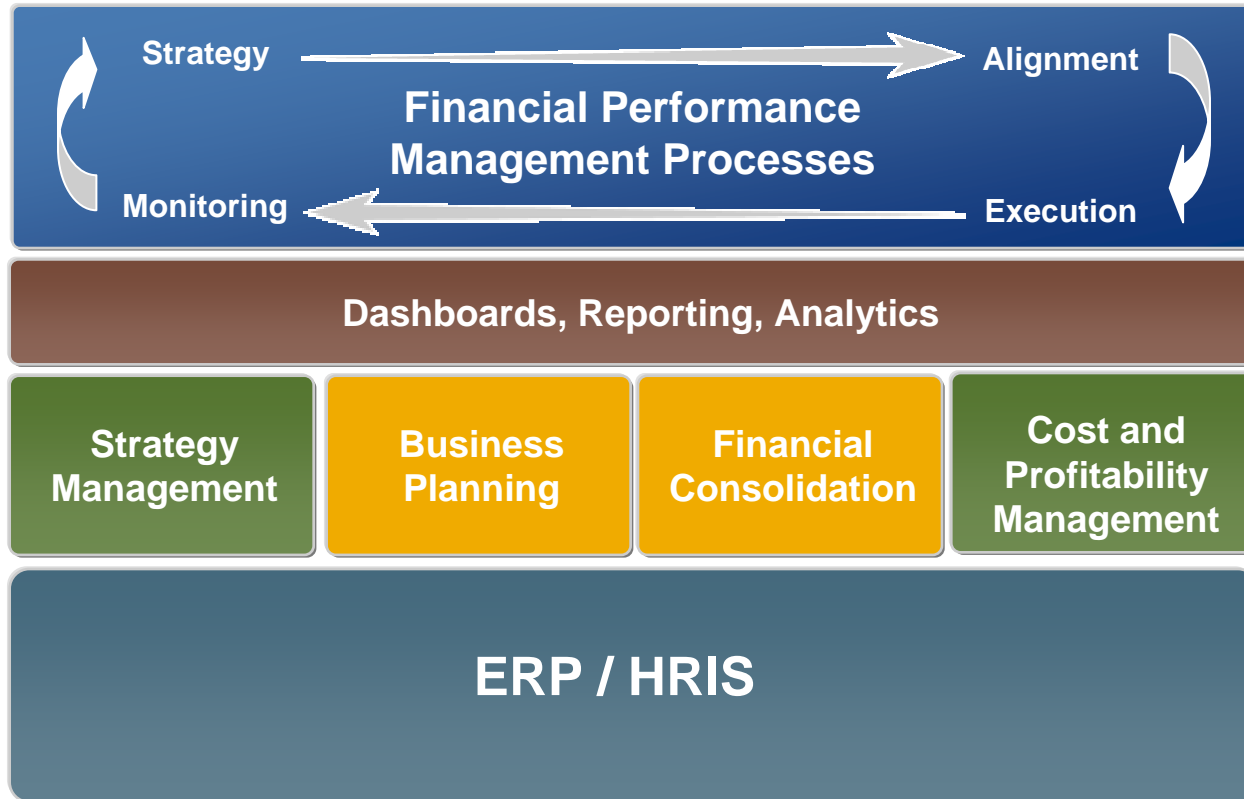 Strategy
Alignment
Financial Performance
Management Processes
Monitoring
Execution
Dashboards, Reporting, Analytics
Strategy
Management
Business
Planning
Financial
Consolidation
Cost and
Profitability
Management
ERP / HRIS